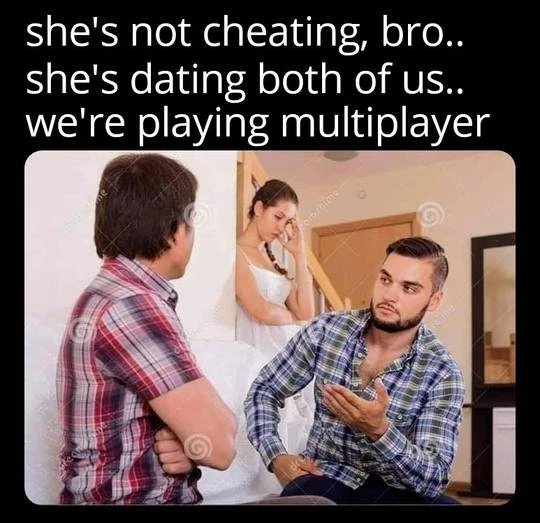 she's not cheating, bro..
she's dating both of us..
we're playing multiplayer